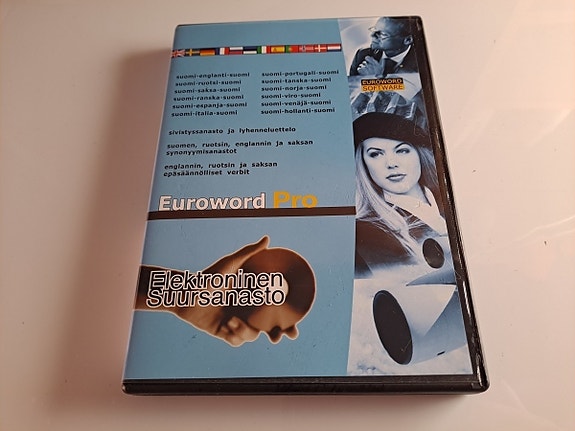 suomi-englanti-suomi
suomi-ruotsi-suomi
suomi-saksa-suomi
suomi-ranska-suomi
suomi-espanja-suomi
suomi-italia-suomi
suomi-portugali-suomi
suomi-tanska-suomi
suomi-norja-suomi
suomi-viro-suomi
suomi-venäjä-suomi
suomi-hollanti-suomi
sivistyssanasto ja lyhenneluettelo
suomen, ruotsin, englannin ja saksan
synonyymisanastot
englannin, ruotsin ja saksan
epäsäännölliset verbit
EUROWORD
SOFTWARE
Euroword Pro
Elektroninen
Suursanasto